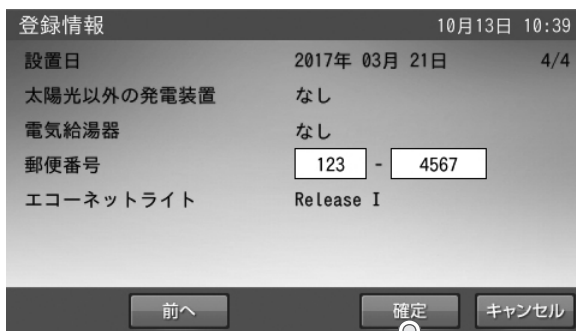 登録情報 10月13日 10:39
設置日 2017年 03月 21日 4/4
太陽光以外の発電装置 なし
電気給湯器 なし
郵便番号 123 - 4567
エコーネットライト Release I
前へ 確定 キャンセル